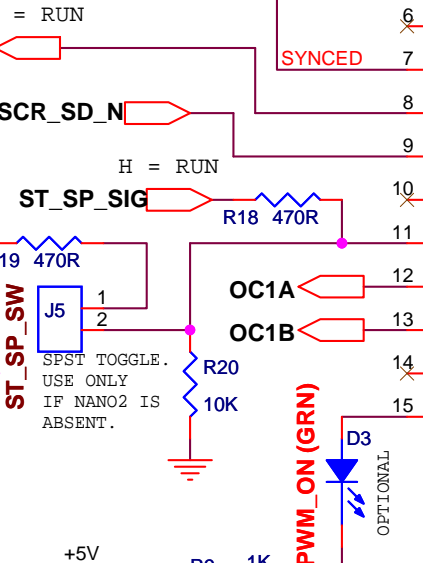 = RUN
6
SYNCED
7
8
SCR_SD_N
9
H = RUN
10
ST_SP_SIG
R18 470R
11
19 470R
12
OC1A
ST_SP_SW
J5
1
2
13
OC1B
SPST TOGGLE.
USE ONLY
IF NANO2 IS
ABSENT.
R20
10K
14
15
PWM_ON (GRN)
D3
OPTIONAL
+5V
1K